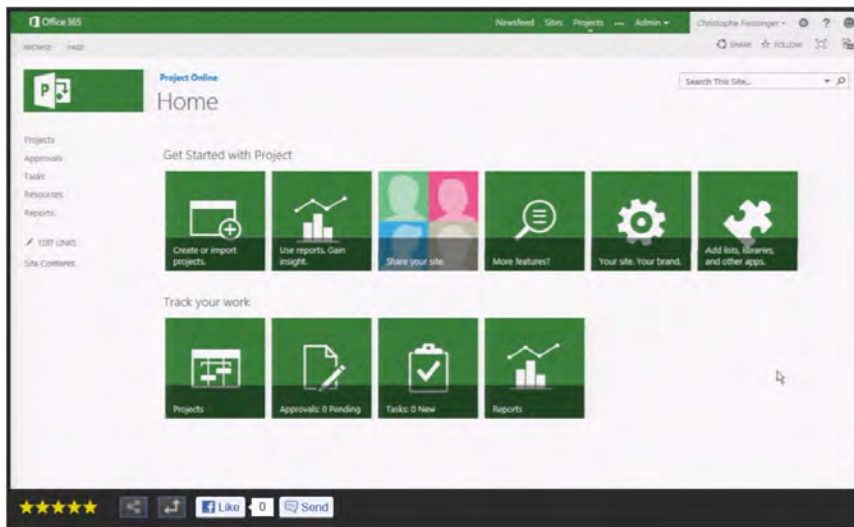 Office 365
Newsfeed Sites Projects ... Admin
Christophe Fiessinger
?
BROWSE PAGE
SHARE FOLLOW
P
Project Online
Home
Search This Site...
Projects
Approvals
Tasks
Resources
Reports
EDIT LINKS
Site Contents
Get Started with Project
Create or import
projects.
Use reports. Gain
insight.
Share your site.
More features?
Your site. Your brand.
Add lists, libraries,
and other apps.
Track your work
Projects
Approvals: 0 Pending
Tasks: 0 New
Reports
f Like 0 Send